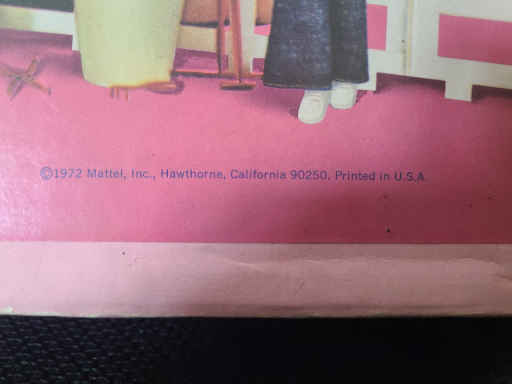 ©1972 Mattel, Inc., Hawthorne, California 90250. Printed in U.S.A.